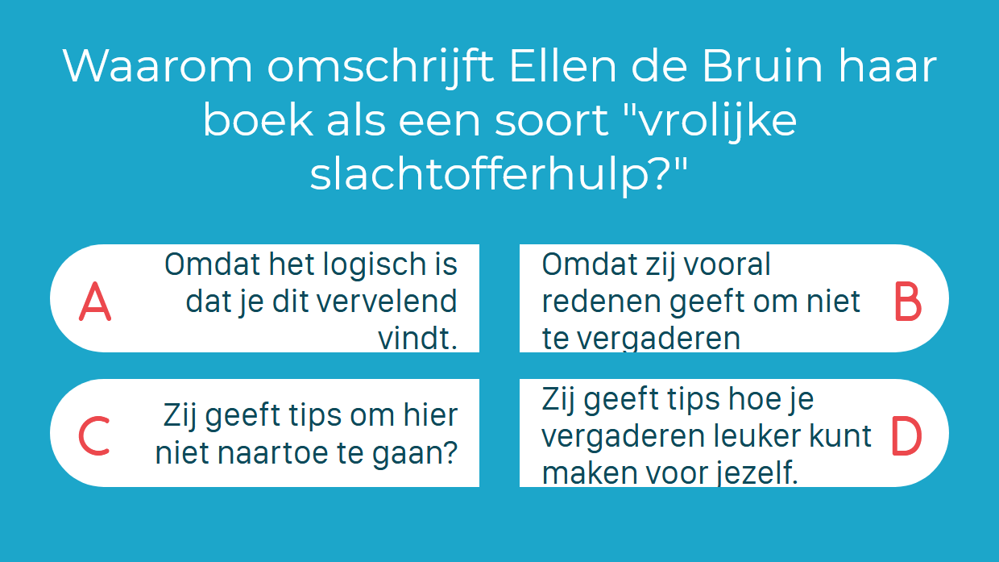 Waarom omschrijft Ellen de Bruin haar
boek als een soort "vrolijke
slachtofferhulp?"
A
Omdat het logisch is
dat je dit vervelend
vindt.
Omdat zij vooral
redenen geeft om niet
te vergaderen
B
C
Zij geeft tips om hier
niet naartoe te gaan?
Zij geeft tips hoe je
vergaderen leuker kunt
maken voor jezelf.
D